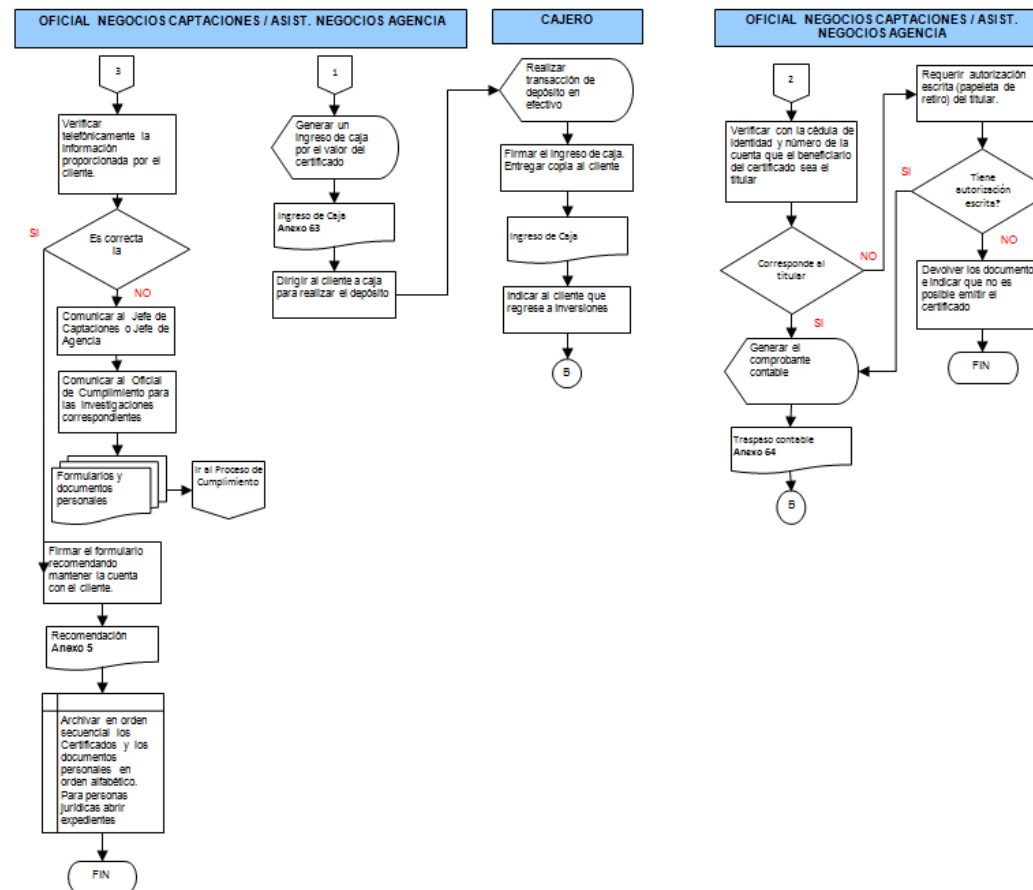 OFICIAL NEGOCIOS CAPTACIONES / ASIST. NEGOCIOS AGENCIA
3
Verificar
telefónicamente la
información
proporcionada por el
cliente.
SI
Es correcta
la
NO
Comunicar al Jefe de
Captaciones o Jefe de
Agencia
Comunicar al Oficial
de Cumplimiento para
las investigaciones
correspondientes
Formularios y
documentos
personales
Ir al Proceso de
Cumplimiento
Firmar el formulario
recomendando
mantener la cuenta
con el cliente.
Recomendación
Anexo 5
Archivar en orden
secuencial los
Certificados y los
documentos
personales en
orden alfabético.
Para personas
jurídicas abrir
expedientes
FIN
1
Generar un
ingreso de caja
por el valor del
certificado
Ingreso de Caja
Anexo 63
Dirigir al cliente a caja
para realizar el depósito
CAJERO
Realizar
transacción de
depósito en
efectivo
Firmar el ingreso de caja.
Entregar copia al cliente
Ingreso de Caja
Indicar al cliente que
regrese a inversiones
B
OFICIAL NEGOCIOS CAPTACIONES / ASIST.
NEGOCIOS AGENCIA
2
Verificar con la cédula de
identidad y número de la
cuenta que el beneficiario
del certificado sea el
titular
Corresponde al
titular
NO
SI
Generar el
comprobante
contable
Traspaso contable
Anexo 64
B
Requerir autorización
escrita (papeleta de
retiro) del titular.
SI
Tiene
autorización
escrita?
NO
Devolver los documento
e indicar que no es
posible emitir el
certificado
FIN